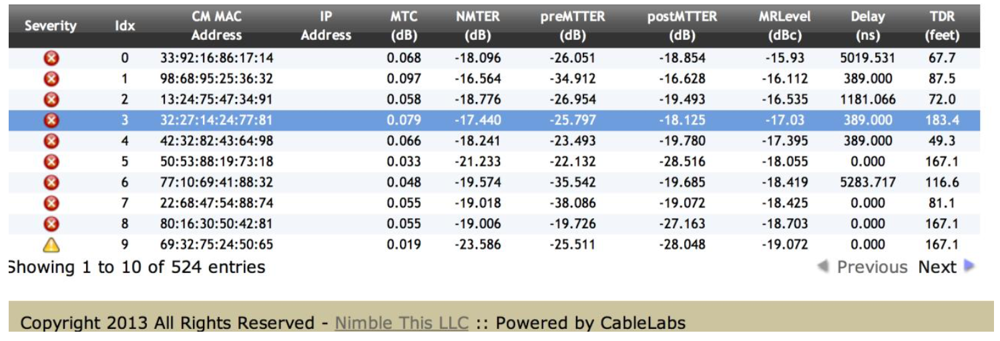 Severity Idx CM MAC Address IP Address MTC (dB) NMTER (dB) preMTTER (dB) postMTTER (dB) MRLevel (dBc) Delay (ns) TDR (feet)
0 33:92:16:86:17:14 0.068 -18.096 -26.051 -18.854 -15.93 5019.531 67.7
1 98:68:95:25:36:32 0.097 -16.564 -34.912 -16.628 -16.112 389.000 87.5
2 13:24:75:47:34:91 0.058 -18.776 -26.954 -19.493 -16.535 1181.066 72.0
3 32:27:14:24:77:81 0.079 -17.440 -25.797 -18.125 -17.03 389.000 183.4
4 42:32:82:43:64:98 0.066 -18.241 -23.493 -19.780 -17.395 389.000 49.3
5 50:53:88:19:73:18 0.033 -21.233 -22.132 -28.516 -18.055 0.000 167.1
6 77:10:69:41:88:32 0.048 -19.574 -35.542 -19.685 -18.419 5283.717 116.6
7 22:68:47:54:88:74 0.055 -19.018 -38.086 -19.072 -18.425 0.000 81.1
8 80:16:30:50:42:81 0.055 -19.006 -19.726 -27.163 -18.703 0.000 167.1
9 69:32:75:24:50:65 0.019 -23.586 -25.511 -28.048 -19.072 0.000 167.1
Showing 1 to 10 of 524 entries Previous Next
Copyright 2013 All Rights Reserved - Nimble This LLC :: Powered by CableLabs